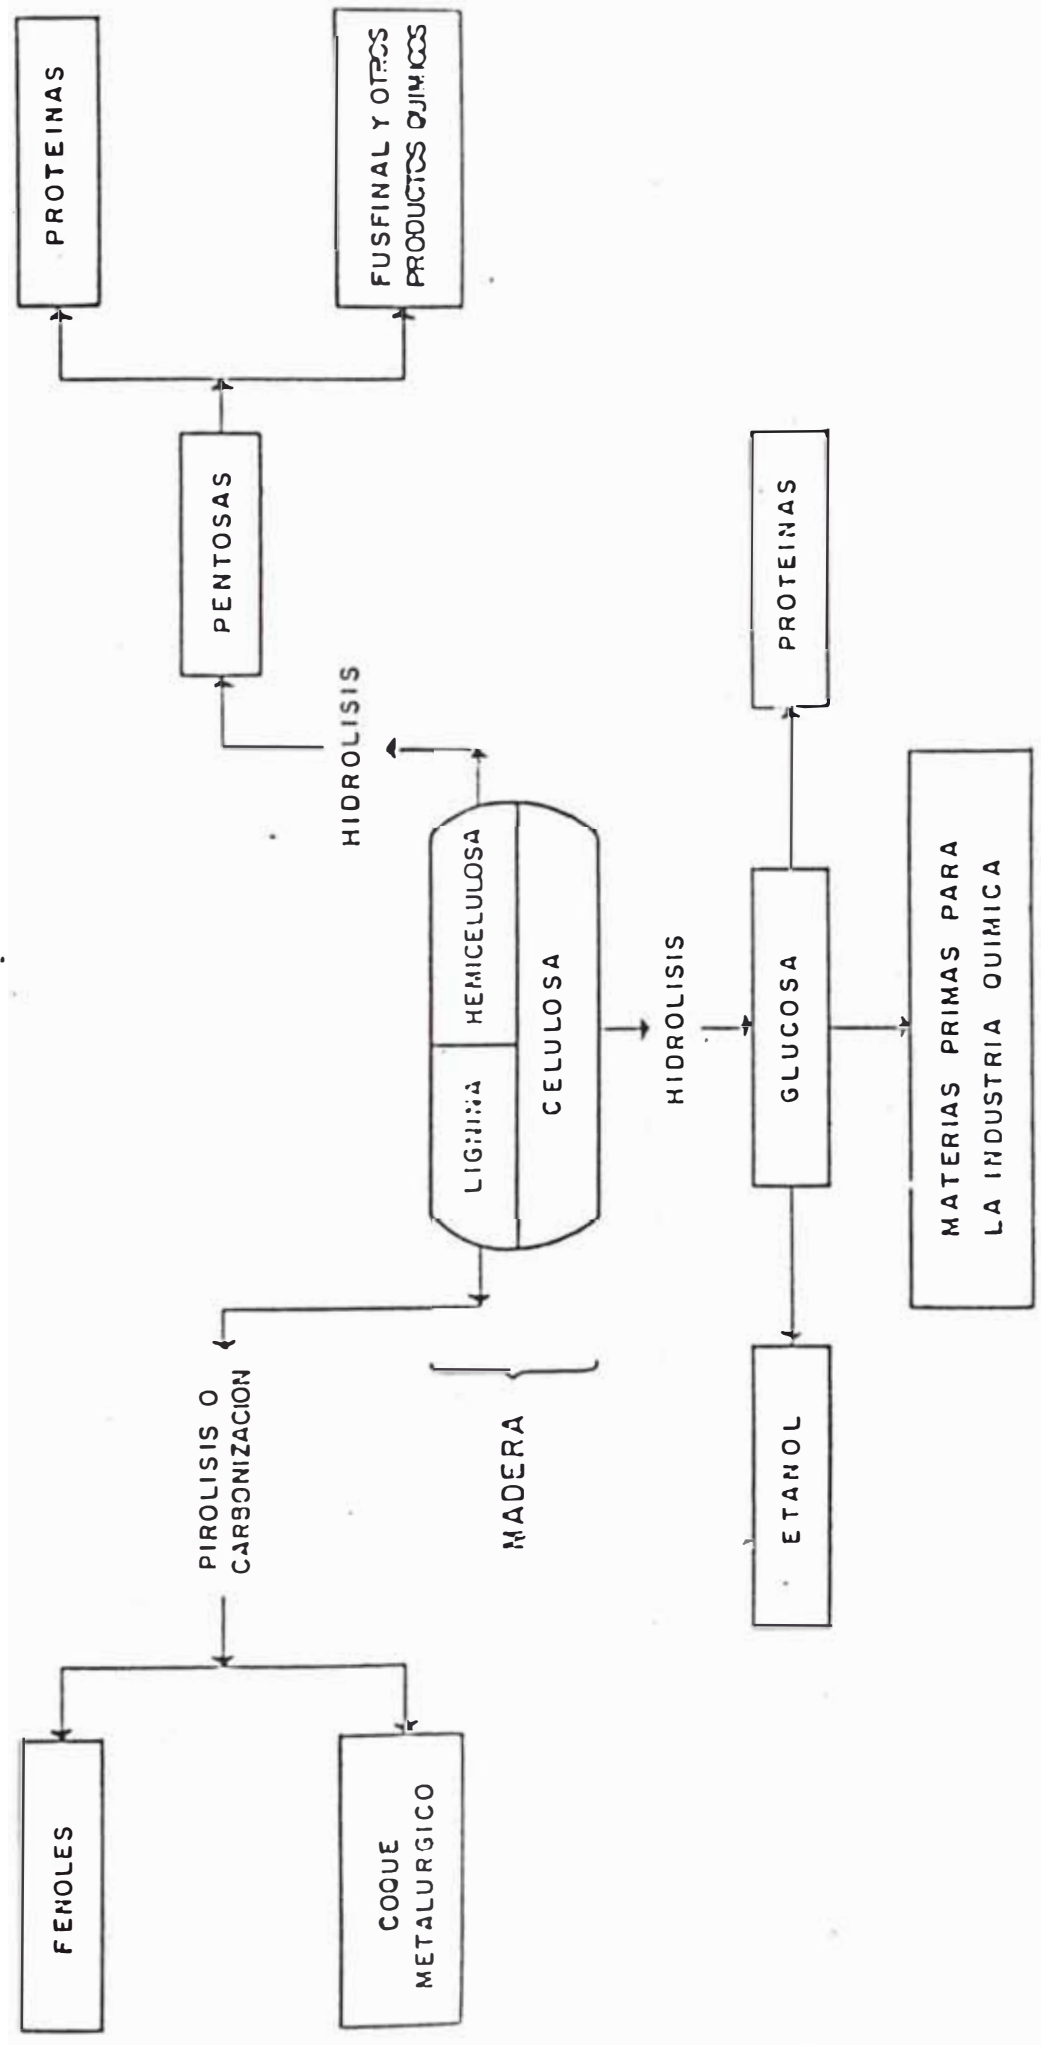 FENOLES
COQUE
METALURGICO
PIROLISIS O
CARBONIZACION
MADERA
LIGNINA
HEMICELULOSA
CELULOSA
HIDROLISIS
PENTOSAS
PROTEINAS
FUSFINAL Y OTROS
PRODUCTOS QUIMICOS
HIDROLISIS
GLUCOSA
ETANOL
PROTEINAS
MATERIAS PRIMAS PARA
LA INDUSTRIA QUIMICA